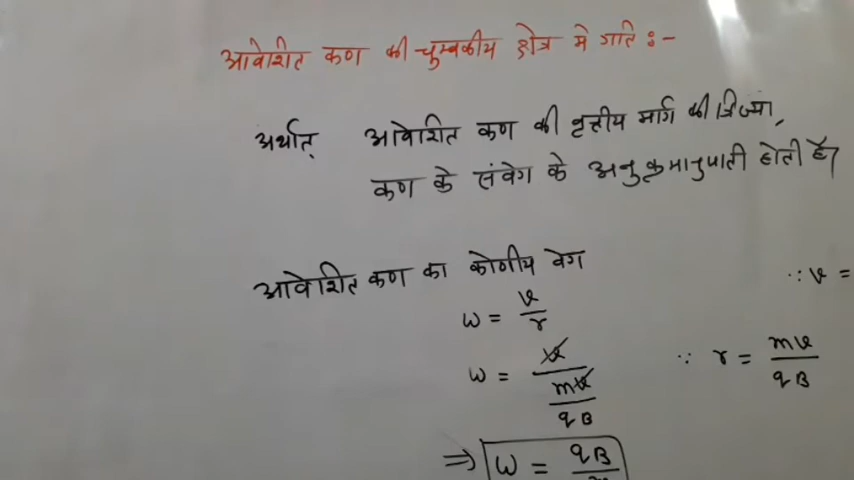 आवेशित कण की चुम्बकीय क्षेत्र मे गति :-
अर्थात् आवेशित कण की वृत्तीय मार्ग की त्रिज्या,
कण के संवेग के अनुक्रमानुपाती होती है।
आवेशित कण का कोणीय वेग ∵ v =
ω = v/r
ω = v/(mv/qB) ∵ r = mv/qB
⇒ ω = qB